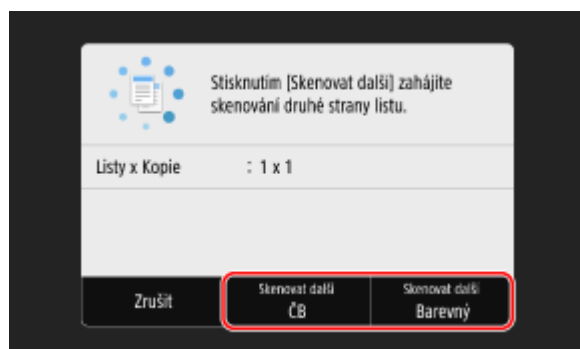 Stisknutím [Skenovat další] zahájíte
skenování druhé strany listu.
Listy x Kopie : 1 x 1
Zrušit
Skenovat další
ČB
Skenovat další
Barevný